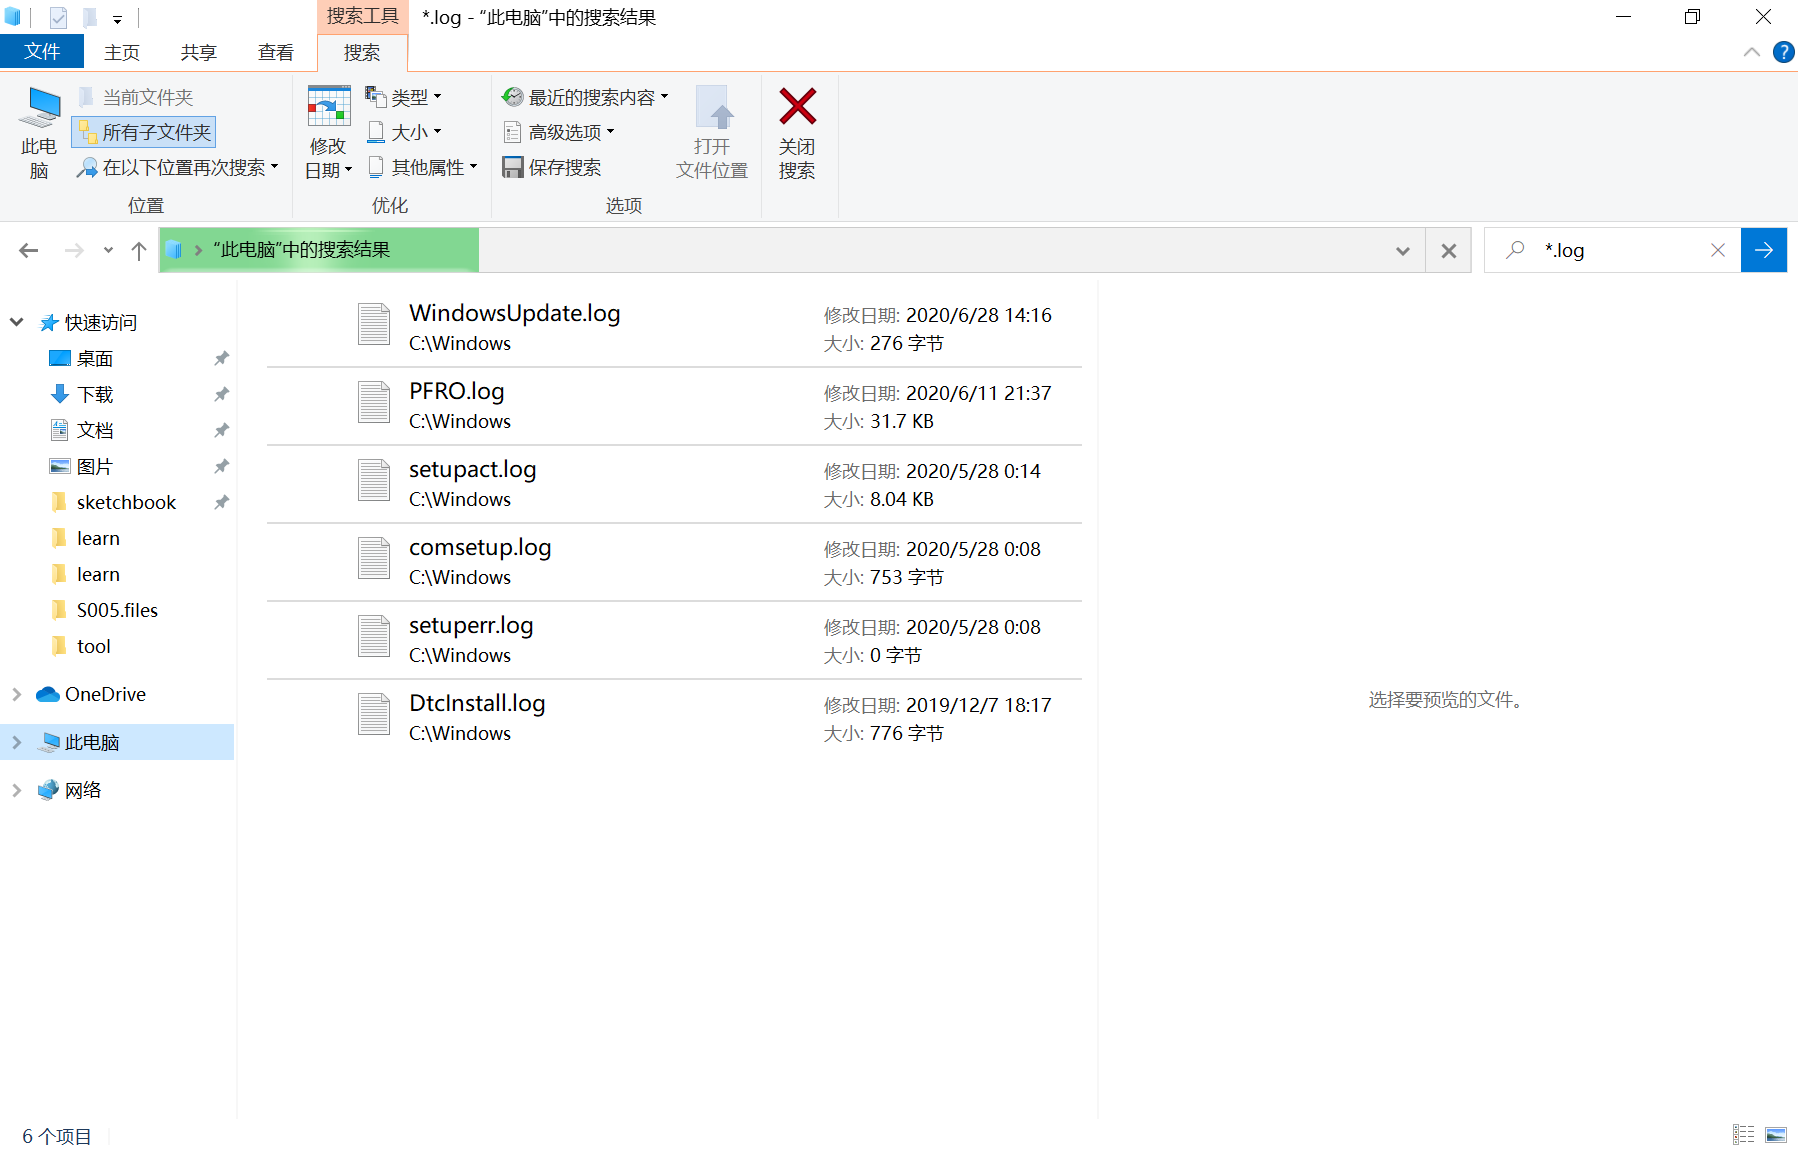 搜索工具
*.log - “此电脑”中的搜索结果
文件
主页
共享
查看
搜索
此电
脑
当前文件夹
所有子文件夹
在以下位置再次搜索
位置
修改
日期
类型
大小
其他属性
优化
最近的搜索内容
高级选项
保存搜索
选项
打开
文件位置
关闭
搜索
“此电脑”中的搜索结果
*.log
快速访问
桌面
下载
文档
图片
sketchbook
learn
learn
S005.files
tool
OneDrive
此电脑
网络
WindowsUpdate.log
修改日期: 2020/6/28 14:16
C:\Windows
大小: 276 字节
PFRO.log
修改日期: 2020/6/11 21:37
C:\Windows
大小: 31.7 KB
setupact.log
修改日期: 2020/5/28 0:14
C:\Windows
大小: 8.04 KB
comsetup.log
修改日期: 2020/5/28 0:08
C:\Windows
大小: 753 字节
setuperr.log
修改日期: 2020/5/28 0:08
C:\Windows
大小: 0 字节
DtcInstall.log
修改日期: 2019/12/7 18:17
C:\Windows
大小: 776 字节
选择要预览的文件。
6 个项目